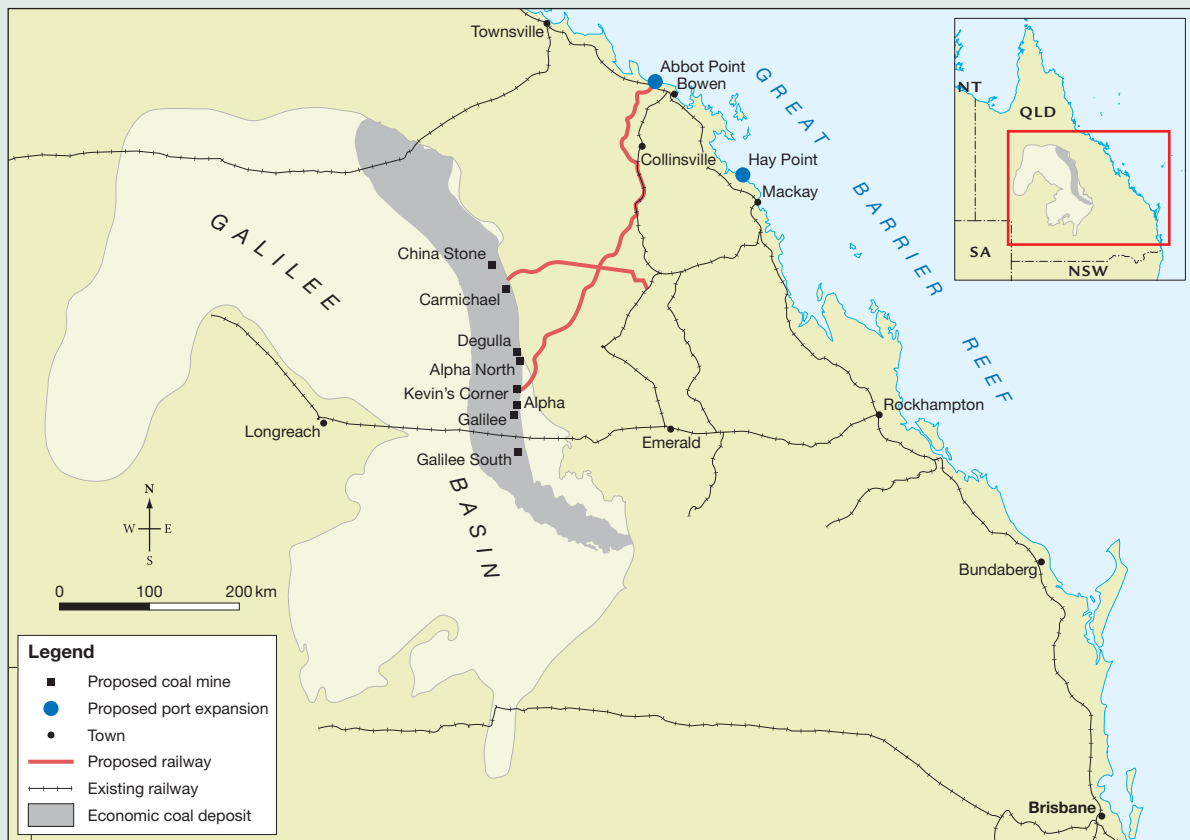 Townsville
Abbot Point
Bowen
Collinsville
Hay Point
Mackay
GREAT BARRIER REEF
NT
QLD
SA
NSW
GALILEE
BASIN
China Stone
Carmichael
Degulla
Alpha North
Kevin's Corner
Alpha
Galilee
Galilee South
Longreach
Emerald
Rockhampton
Bundaberg
Brisbane
N
W
E
S
0
100
200 km
Legend
Proposed coal mine
Proposed port expansion
Town
Proposed railway
Existing railway
Economic coal deposit